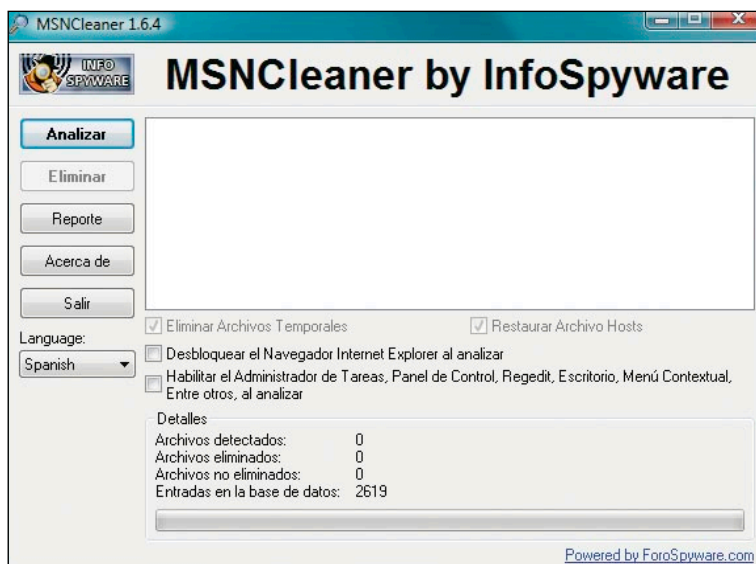 MSNCleaner 1.6.4
INFO
SPYWARE
MSNCleaner by InfoSpyware
Analizar
Eliminar
Reporte
Acerca de
Salir
Language:
Spanish
Eliminar Archivos Temporales
Restaurar Archivo Hosts
Desbloquear el Navegador Internet Explorer al analizar
Habilitar el Administrador de Tareas, Panel de Control, Regedit, Escritorio, Menú Contextual,
Entre otros, al analizar
Detalles
Archivos detectados: 0
Archivos eliminados: 0
Archivos no eliminados: 0
Entradas en la base de datos: 2619
Powered by ForoSpyware.com